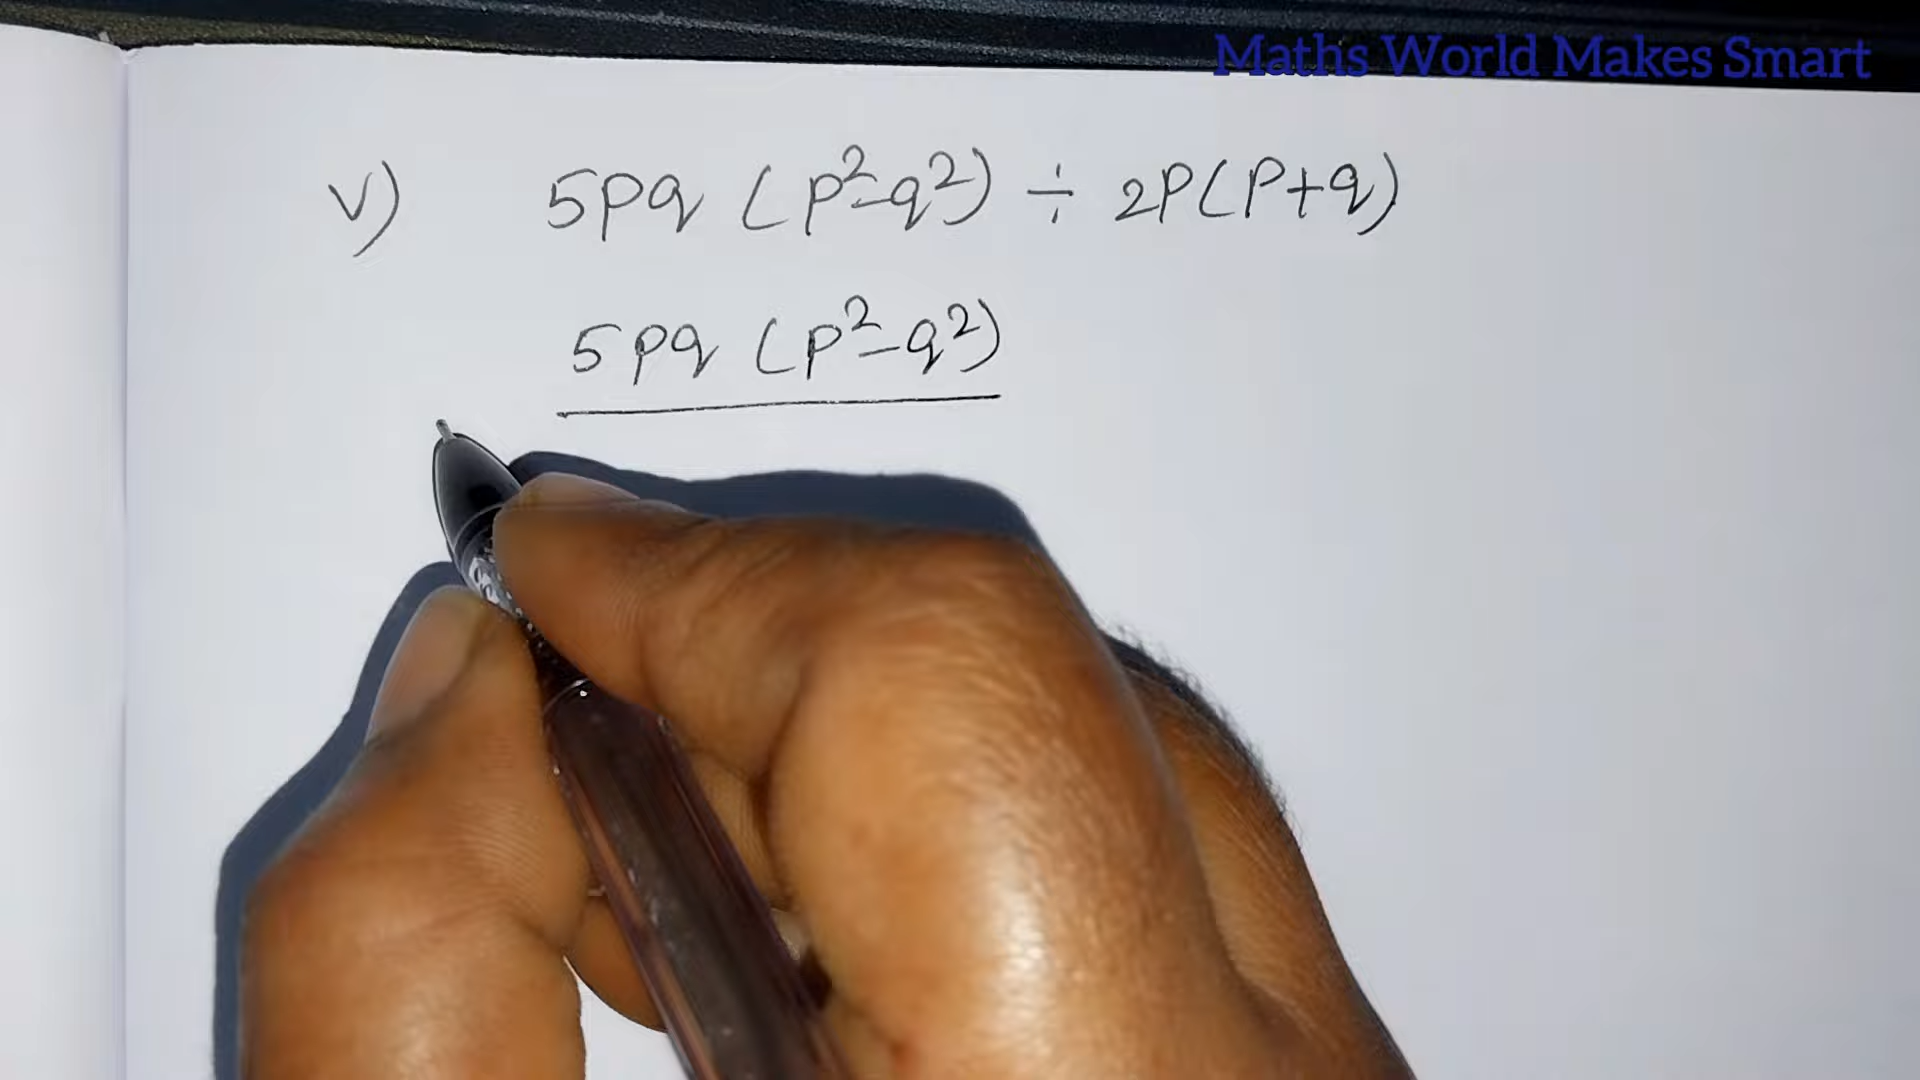 Maths World Makes Smart
v) 5pq (p²-q²) ÷ 2p(p+q)
5pq (p²-q²)